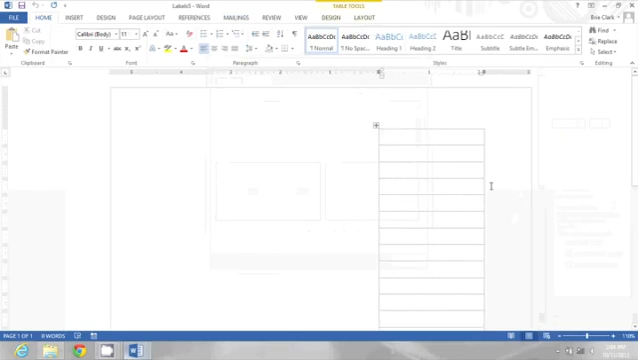 Labels5 - Word
TABLE TOOLS
FILE
HOME
INSERT
DESIGN
PAGE LAYOUT
REFERENCES
MAILINGS
REVIEW
VIEW
DESIGN
LAYOUT
Brie Clark
Paste
Cut
Copy
Format Painter
Clipboard
Calibri (Body)
11
Font
Paragraph
AaBbCcDc
¶ Normal
AaBbCcDc
¶ No Spac...
AaBbCc
Heading 1
AaBbCcC
Heading 2
AaBl
Title
AaBbCcC
Subtitle
AaBbCcDc
Subtle Em...
AaBbCcDc
Emphasis
Styles
Find
Replace
Select
Editing
PAGE 1 OF 1
0 WORDS
110%